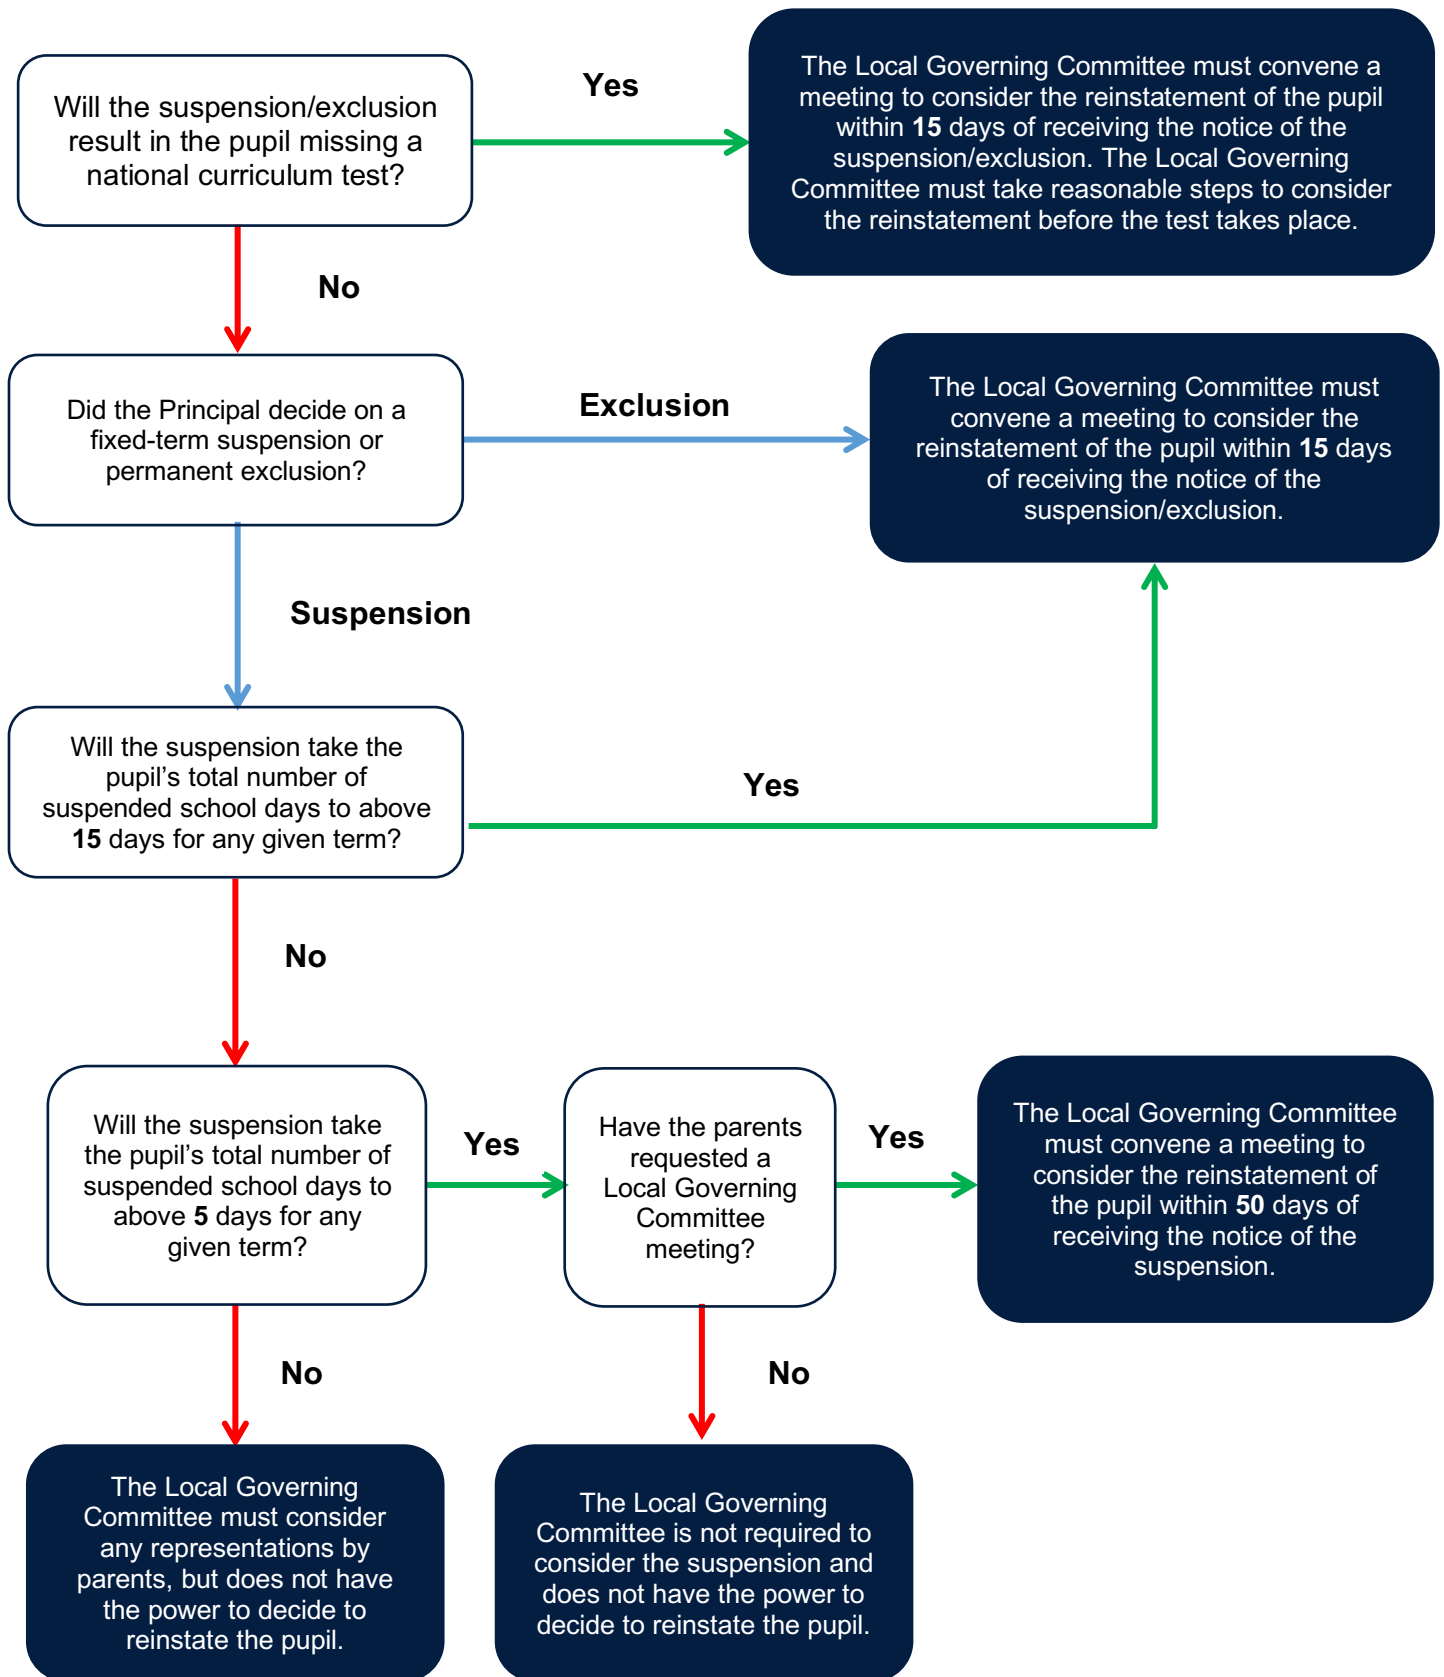 Will the suspension/exclusion
result in the pupil missing a
national curriculum test?
Yes
The Local Governing Committee must convene a
meeting to consider the reinstatement of the pupil
within 15 days of receiving the notice of the
suspension/exclusion. The Local Governing
Committee must take reasonable steps to consider
the reinstatement before the test takes place.
No
Did the Principal decide on a
fixed-term suspension or
permanent exclusion?
Exclusion
The Local Governing Committee must
convene a meeting to consider the
reinstatement of the pupil within 15 days
of receiving the notice of the
suspension/exclusion.
Suspension
Will the suspension take the
pupil’s total number of
suspended school days to above
15 days for any given term?
Yes
No
Will the suspension take
the pupil’s total number of
suspended school days to
above 5 days for any
given term?
Yes
Have the parents
requested a
Local Governing
Committee
meeting?
Yes
The Local Governing Committee
must convene a meeting to
consider the reinstatement of
the pupil within 50 days of
receiving the notice of the
suspension.
No
No
The Local Governing
Committee must consider
any representations by
parents, but does not have
the power to decide to
reinstate the pupil.
The Local Governing
Committee is not required to
consider the suspension and
does not have the power to
decide to reinstate the pupil.